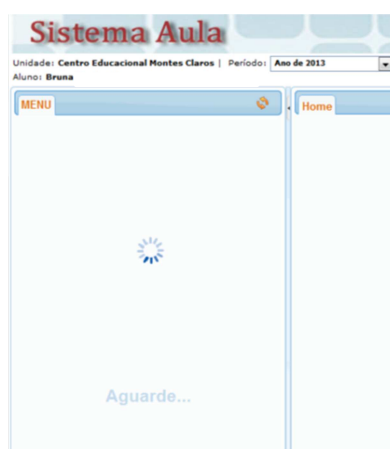 Sistema Aula
Unidade: Centro Educacional Montes Claros | Período: Ano de 2013
Aluno: Bruna
MENU
Home
Aguarde...